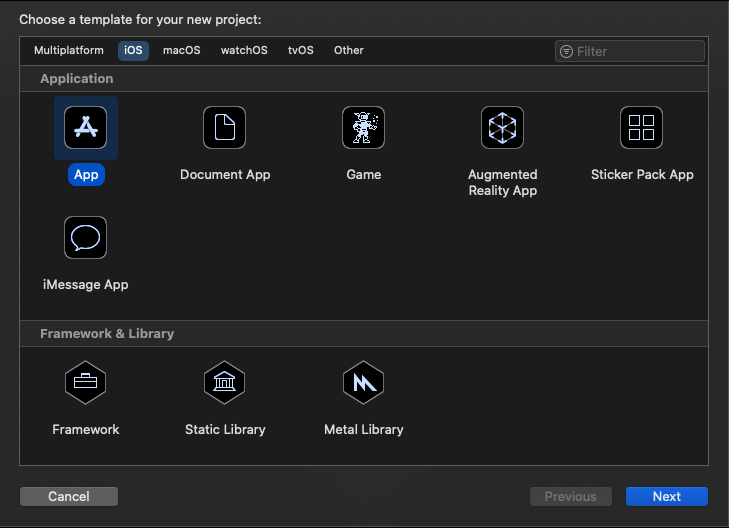 Choose a template for your new project:
Multiplatform iOS macOS watchOS tvOS Other Filter
Application
App Document App Game Augmented Reality App Sticker Pack App
iMessage App
Framework & Library
Framework Static Library Metal Library
Cancel Previous Next